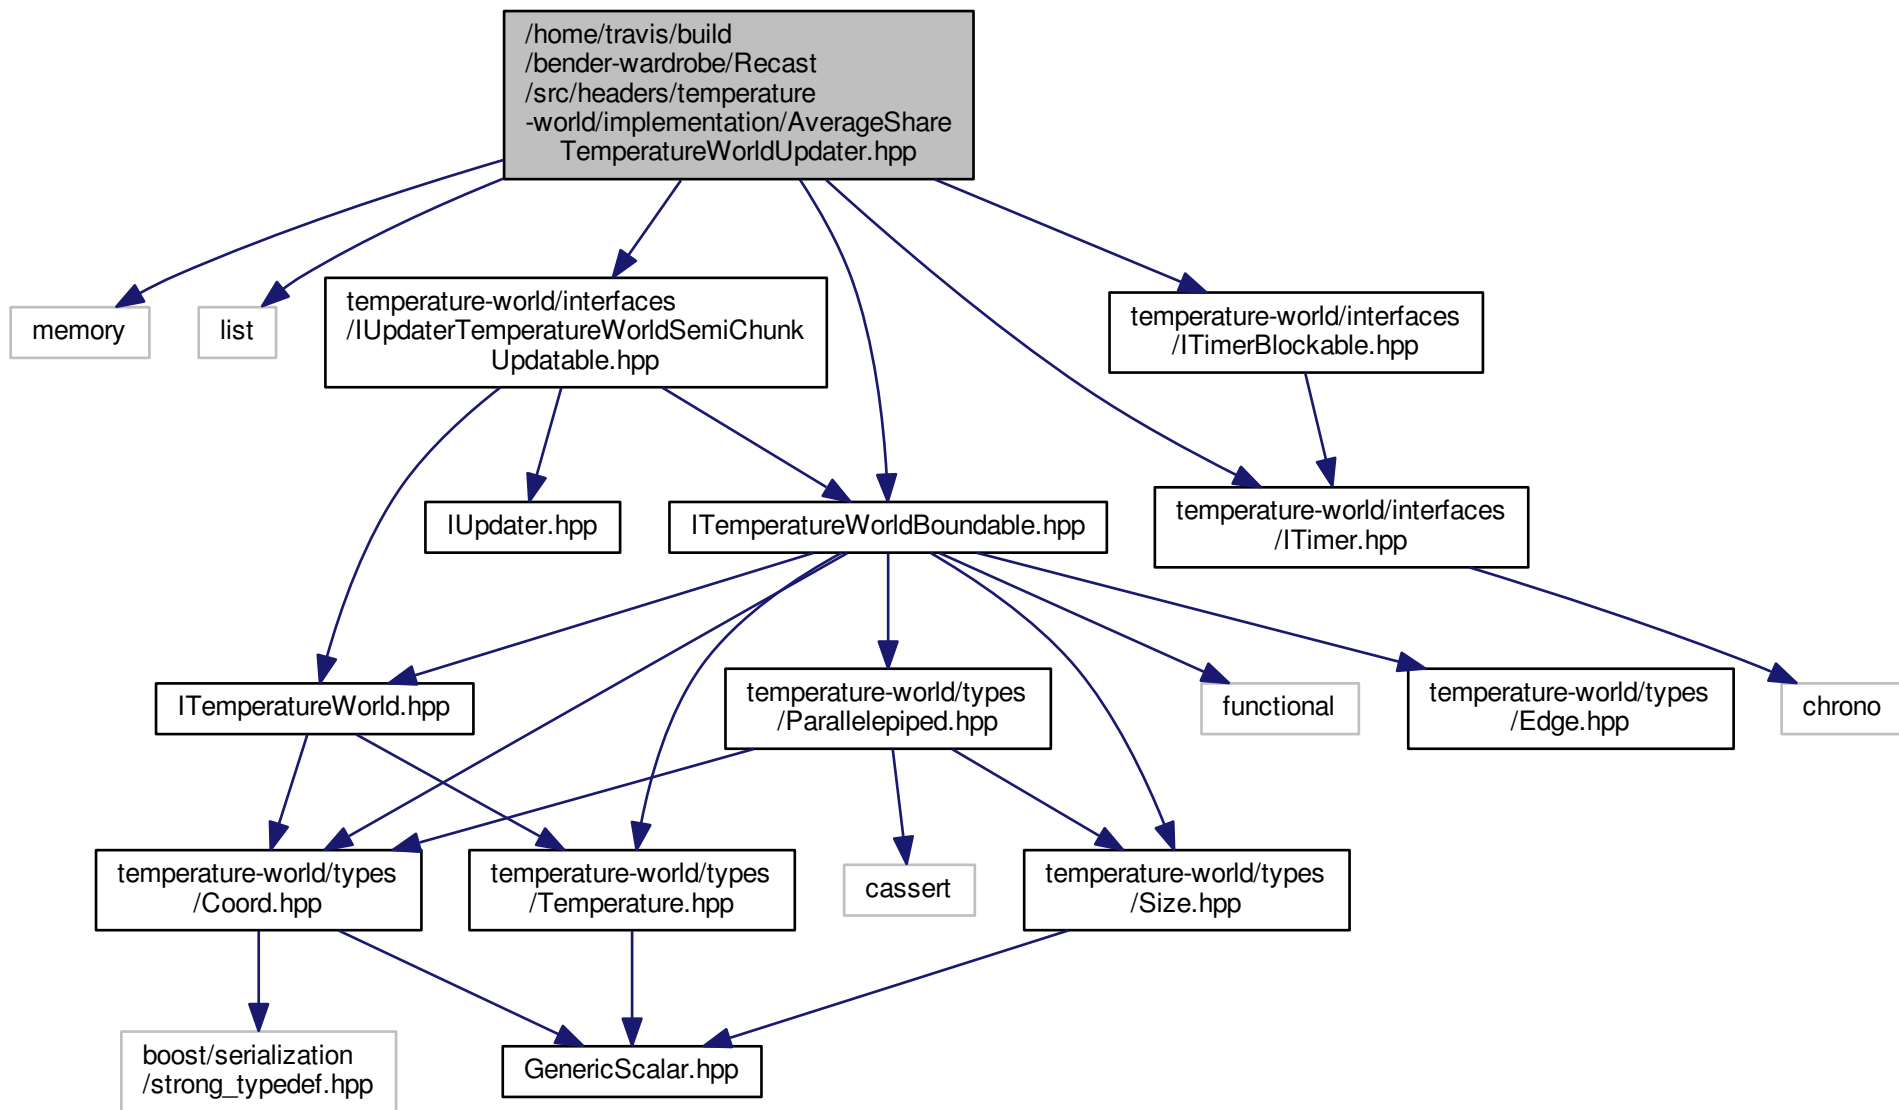 /home/travis/build
/bender-wardrobe/Recast
/src/headers/temperature
-world/implementation/AverageShare
TemperatureWorldUpdater.hpp
memory
list
temperature-world/interfaces
/IUpdaterTemperatureWorldSemiChunk
Updatable.hpp
temperature-world/interfaces
/ITimerBlockable.hpp
IUpdater.hpp
ITemperatureWorldBoundable.hpp
temperature-world/interfaces
/ITimer.hpp
ITemperatureWorld.hpp
temperature-world/types
/Parallelepiped.hpp
functional
temperature-world/types
/Edge.hpp
chrono
temperature-world/types
/Coord.hpp
temperature-world/types
/Temperature.hpp
cassert
temperature-world/types
/Size.hpp
boost/serialization
/strong_typedef.hpp
GenericScalar.hpp